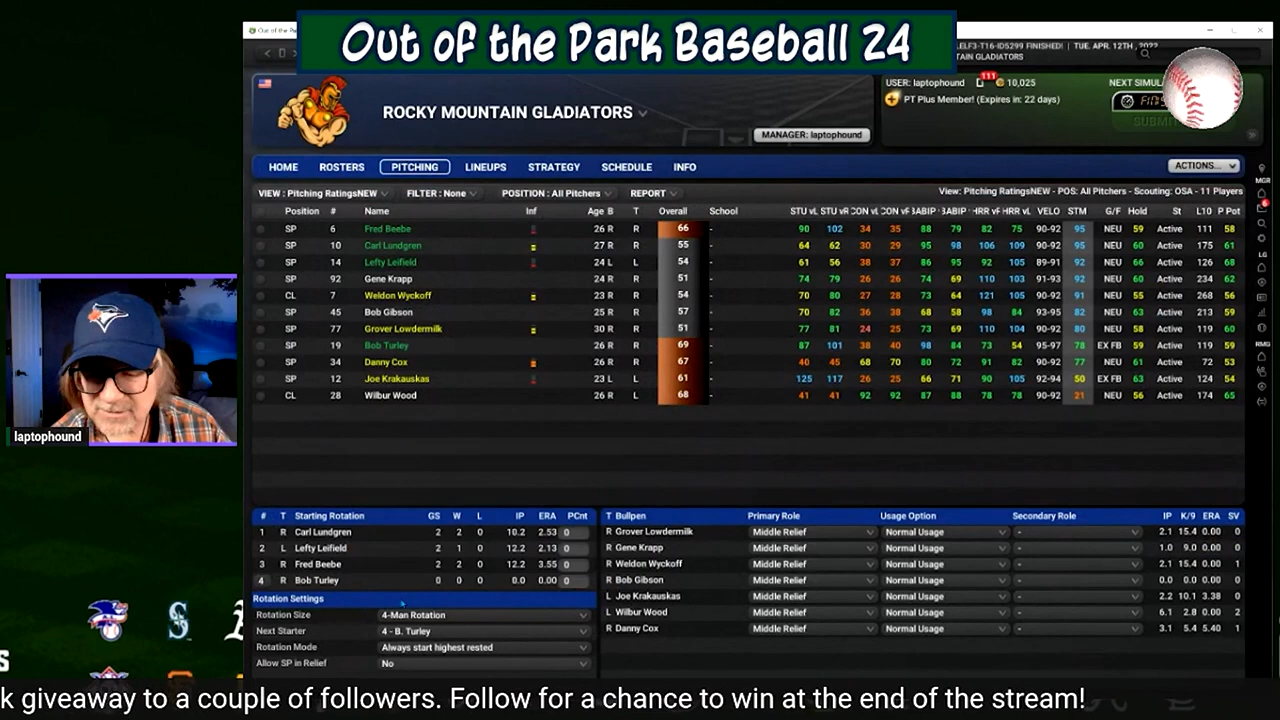 Out of the Park Baseball 24
Out of the Pa
ELF3-T16-ID5299 FINISHED! | TUE. APR. 12TH, 2022
TAIN GLADIATORS
ROCKY MOUNTAIN GLADIATORS
MANAGER: laptophound
USER: laptophound 111 10,025
PT Plus Member! (Expires in: 22 days)
NEXT SIMUL
SUBM
HOME ROSTERS PITCHING LINEUPS STRATEGY SCHEDULE INFO ACTIONS...
VIEW : Pitching RatingsNEW FILTER : None POSITION : All Pitchers REPORT View: Pitching RatingsNEW - POS: All Pitchers - Scouting: OSA - 11 Players
Position # Name Inf Age B T Overall School STU vL STU vR CON vL CON vF BABIP BABIP HRR vF HRR vL VELO STM G/F Hold St L10 P Pot
SP 6 Fred Beebe 26 R R 66 - 90 102 34 35 88 79 82 75 90-92 95 NEU 59 Active 111 58
SP 10 Carl Lundgren 27 R R 55 - 64 62 30 29 95 98 106 109 90-92 95 NEU 60 Active 175 61
SP 14 Lefty Leifield 24 L L 54 - 61 56 38 37 86 95 92 105 89-91 92 NEU 66 Active 126 68
SP 92 Gene Krapp 24 R R 51 - 74 79 26 26 74 69 110 103 91-93 92 NEU 60 Active 234 62
CL 7 Weldon Wyckoff 23 R R 54 - 70 80 27 28 73 64 121 105 90-92 91 NEU 55 Active 268 56
SP 45 Bob Gibson 25 R R 57 - 70 82 36 38 68 58 98 84 93-95 82 NEU 63 Active 213 59
SP 77 Grover Lowdermilk 30 R R 51 - 77 81 24 25 73 69 110 104 90-92 80 NEU 58 Active 119 60
SP 19 Bob Turley 26 R R 69 - 87 101 38 40 98 84 73 54 95-97 78 EX FB 59 Active 119 59
SP 34 Danny Cox 26 R R 67 - 40 45 68 70 80 72 91 82 90-92 77 NEU 61 Active 72 53
SP 12 Joe Krakauskas 23 L L 61 - 125 117 26 25 66 71 90 105 92-94 50 EX FB 63 Active 124 54
CL 28 Wilbur Wood 26 R L 68 - 41 41 92 92 87 88 78 78 90-92 21 NEU 56 Active 174 65
laptophound
# T Starting Rotation GS W L IP ERA PCnt
1 R Carl Lundgren 2 2 0 10.2 2.53 0
2 L Lefty Leifield 2 1 0 12.2 2.13 0
3 R Fred Beebe 2 2 0 12.2 3.55 0
4 R Bob Turley 0 0 0 0.0 0.00 0
Rotation Settings
Rotation Size 4-Man Rotation
Next Starter 4 - B. Turley
Rotation Mode Always start highest rested
Allow SP in Relief No
T Bullpen Primary Role Usage Option Secondary Role IP K/9 ERA SV
R Grover Lowdermilk Middle Relief Normal Usage - 2.1 15.4 0.00 0
R Gene Krapp Middle Relief Normal Usage - 1.0 9.0 0.00 0
R Weldon Wyckoff Middle Relief Normal Usage - 2.1 15.4 0.00 1
R Bob Gibson Middle Relief Normal Usage - 0.0 0.0 0.00 0
L Joe Krakauskas Middle Relief Normal Usage - 2.2 10.1 3.38 0
L Wilbur Wood Middle Relief Normal Usage - 6.1 2.8 0.00 2
R Danny Cox Middle Relief Normal Usage - 3.1 5.4 5.40 1
MGR
6
LG
RMG
S
k giveaway to a couple of followers. Follow for a chance to win at the end of the stream!